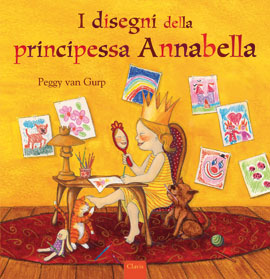 I disegni della
principessa Annabella
Peggy van Gurp
Clavis